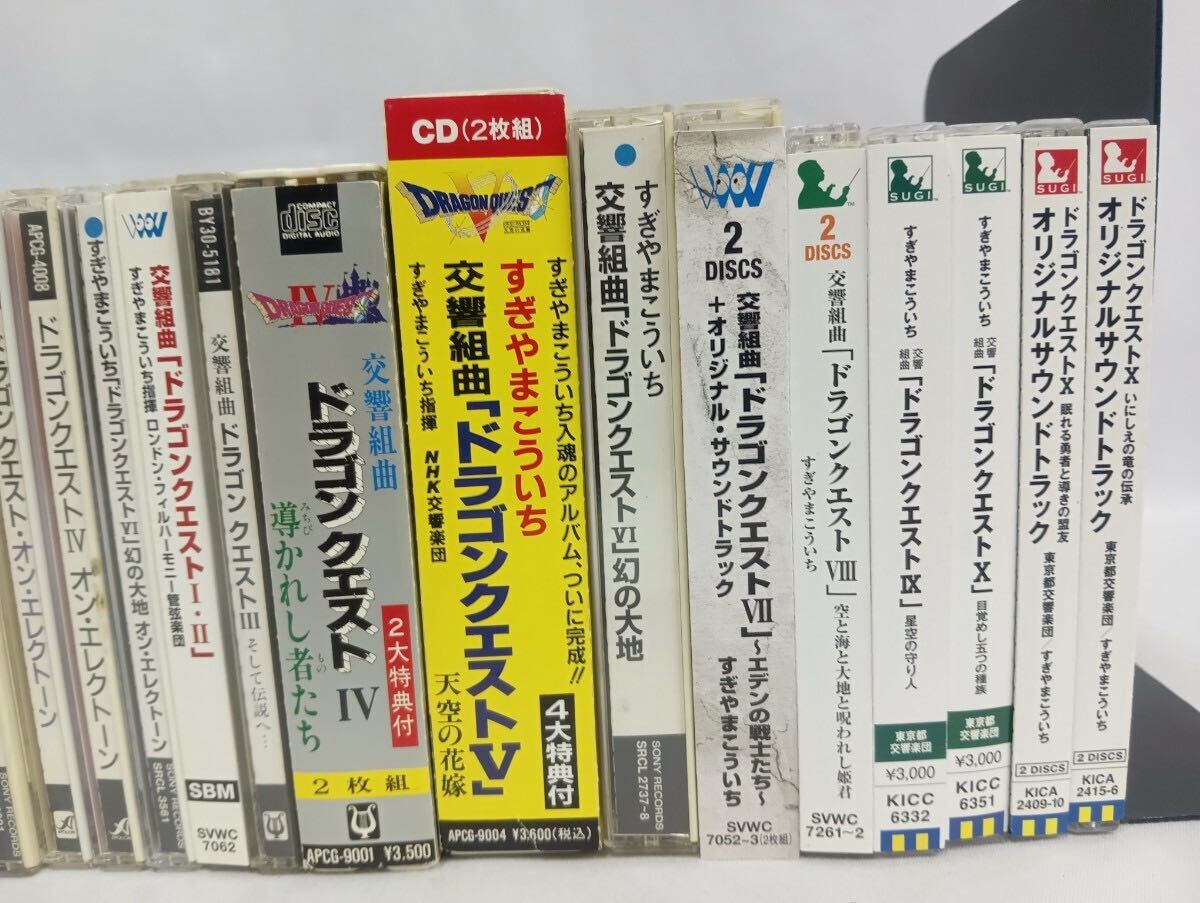 ドラゴンクエスト・オン・エレクトーン
SONY RECORDS
APCG-4008
ドラゴンクエストIV オン・エレクトーン
すぎやまこういち「ドラゴンクエストVI」幻の大地 オン・エレクトーン
SONY RECORDS
SRCL 3561
交響組曲「ドラゴンクエストI・II」
すぎやまこういち指揮 ロンドン・フィルハーモニー管弦楽団
SBM
SVWC
7062
BY30-5181
交響組曲 ドラゴンクエストIII そして伝説へ…
COMPACT
disc
DIGITAL AUDIO
DRAGON QUEST
IV
交響組曲
ドラゴンクエスト IV
導かれし者たち
みちび
もの
2大特典付
2枚組
APCG-9001 ¥3,500
CD(2枚組)
DRAGON QUEST
V
すぎやまこういち入魂のアルバム、ついに完成!!
すぎやまこういち
交響組曲「ドラゴンクエストV」天空の花嫁
すぎやまこういち指揮 NHK交響楽団
4大特典付
APCG-9004 ¥3,600(税込)
すぎやまこういち
交響組曲「ドラゴンクエストVI」幻の大地
SONY RECORDS
SRCL 2737~8
2
DISCS
交響組曲「ドラゴンクエストVII」~エデンの戦士たち~
+オリジナル・サウンドトラック
すぎやまこういち
SVWC
7052~3(2枚組)
TM
2
DISCS
交響組曲「ドラゴンクエストVIII」空と海と大地と呪われし姫君
すぎやまこういち
SVWC
7261~2
SUGI
すぎやまこういち 交響組曲「ドラゴンクエストIX」星空の守り人
東京都
交響楽団
¥3,000
KICC
6332
SUGI
すぎやまこういち 交響組曲「ドラゴンクエストX」目覚めし五つの種族
東京都
交響楽団
¥3,000
KICC
6351
SUGI
ドラゴンクエストX 眠れる勇者と導きの盟友
オリジナルサウンドトラック
東京都交響楽団/すぎやまこういち
2 DISCS
KICA
2409-10
SUGI
ドラゴンクエストX いにしえの竜の伝承
オリジナルサウンドトラック
東京都交響楽団/すぎやまこういち
2 DISCS
KICA
2415-6